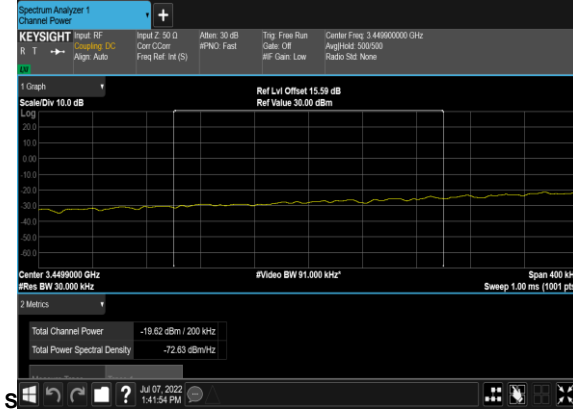 Spectrum Analyzer 1
Channel Power
KEYSIGHT
R T
LXI
Input: RF
Coupling: DC
Align: Auto
Input Z: 50 Ω
Corr CCorr
Freq Ref: Int (S)
Atten: 30 dB
#PNO: Fast
Trig: Free Run
Gate: Off
#IF Gain: Low
Center Freq: 3.449900000 GHz
Avg|Hold: 500/500
Radio Std: None
1 Graph
Scale/Div 10.0 dB
Ref Lvl Offset 15.59 dB
Ref Value 30.00 dBm
Log
20.0
10.0
0.00
-10.0
-20.0
-30.0
-40.0
-50.0
-60.0
Center 3.4499000 GHz
#Res BW 30.000 kHz
#Video BW 91.000 kHz*
Span 400 kH
Sweep 1.00 ms (1001 pts
2 Metrics
Total Channel Power -19.62 dBm / 200 kHz
Total Power Spectral Density -72.63 dBm/Hz
S
?
Jul 07, 2022
1:41:54 PM